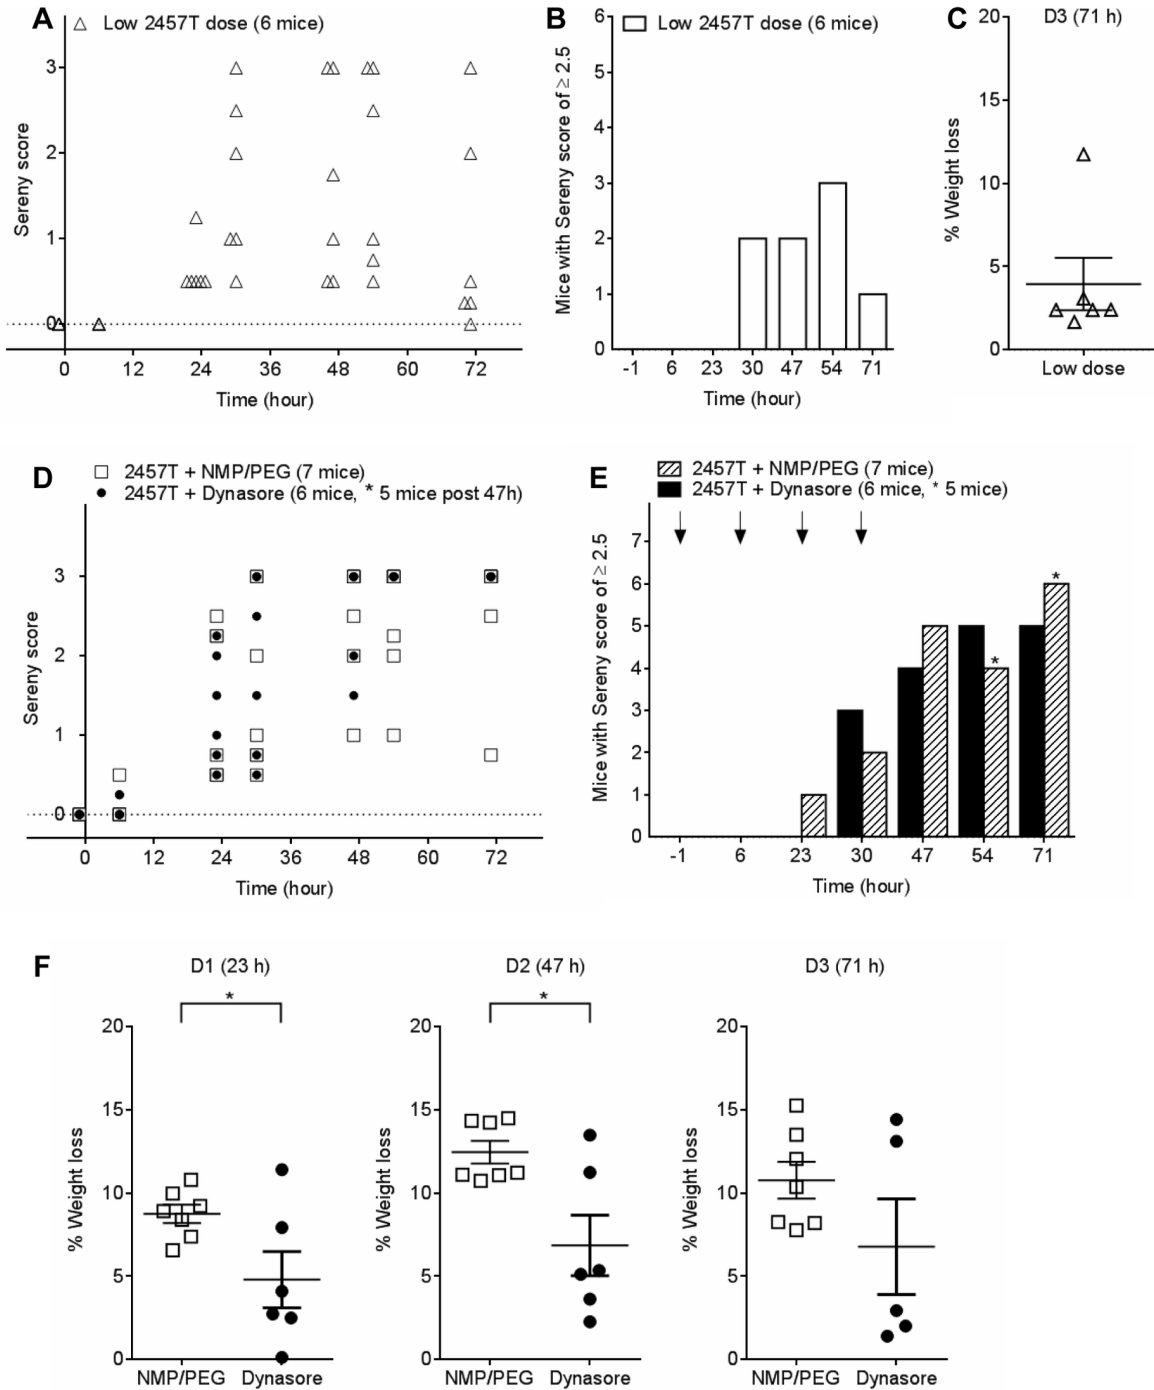 A
Low 2457T dose (6 mice)
Sereny score
3
2
1
0
0 12 24 36 48 60 72
Time (hour)
B
Low 2457T dose (6 mice)
Mice with Sereny score of ≥ 2.5
6
5
4
3
2
1
0
-1 6 23 30 47 54 71
Time (hour)
C
D3 (71 h)
% Weight loss
20
15
10
5
0
Low dose
D
2457T + NMP/PEG (7 mice)
2457T + Dynasore (6 mice, * 5 mice post 47h)
Sereny score
3
2
1
0
0 12 24 36 48 60 72
Time (hour)
E
2457T + NMP/PEG (7 mice)
2457T + Dynasore (6 mice, * 5 mice)
Mice with Sereny score of ≥ 2.5
7
6
5
4
3
2
1
0
*
*
-1 6 23 30 47 54 71
Time (hour)
F
D1 (23 h)
*
% Weight loss
20
15
10
5
0
NMP/PEG Dynasore
D2 (47 h)
*
% Weight loss
20
15
10
5
0
NMP/PEG Dynasore
D3 (71 h)
% Weight loss
20
15
10
5
0
NMP/PEG Dynasore